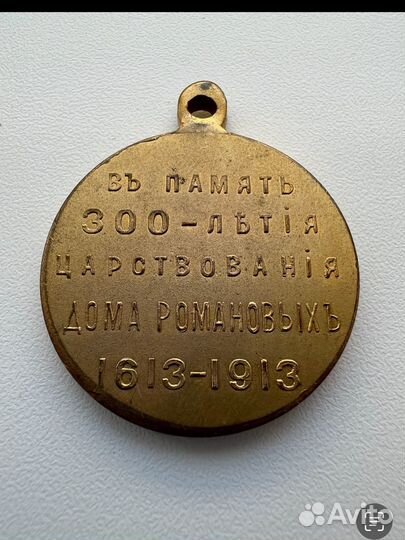 ВЪ ПАМЯТЬ
300-ЛѢТІЯ
ЦАРСТВОВАНІЯ
ДОМА РОМАНОВЫХЪ
1613-1913
Avito